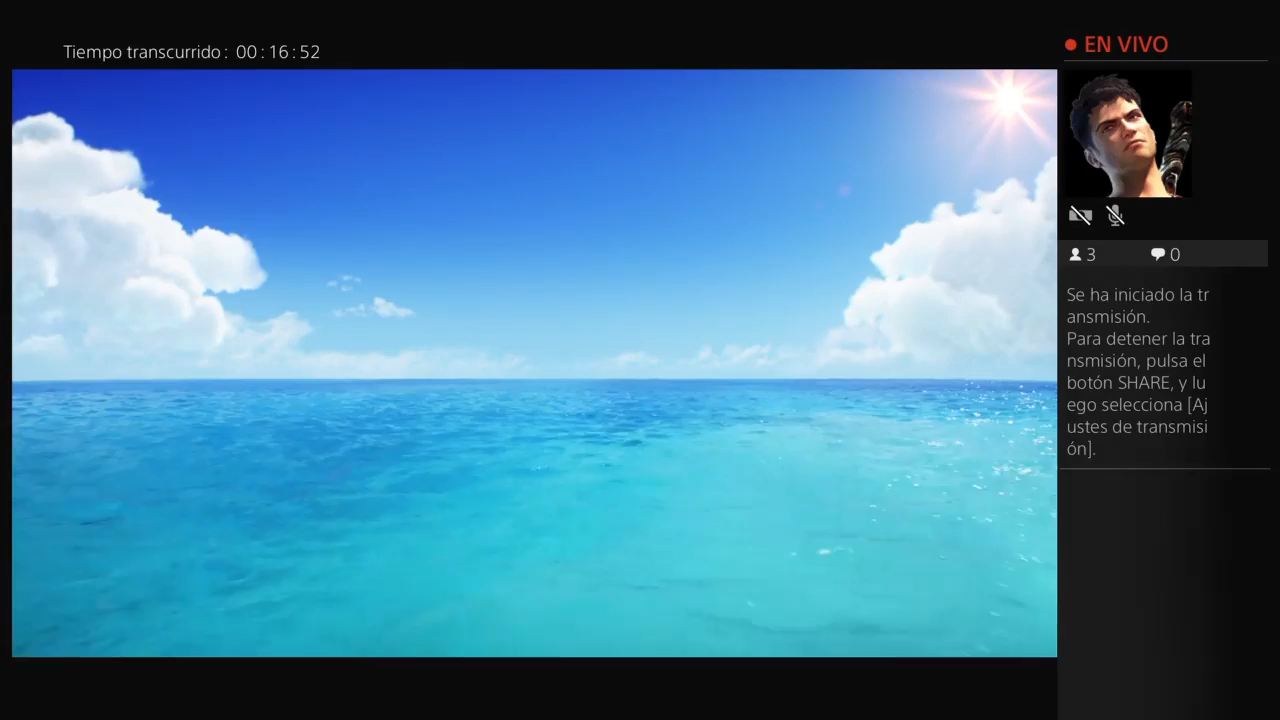 Tiempo transcurrido: 00:16:52
EN VIVO
3 0
Se ha iniciado la tr
ansmisión.
Para detener la tra
nsmisión, pulsa el
botón SHARE, y lu
ego selecciona [Aj
ustes de transmisi
ón].